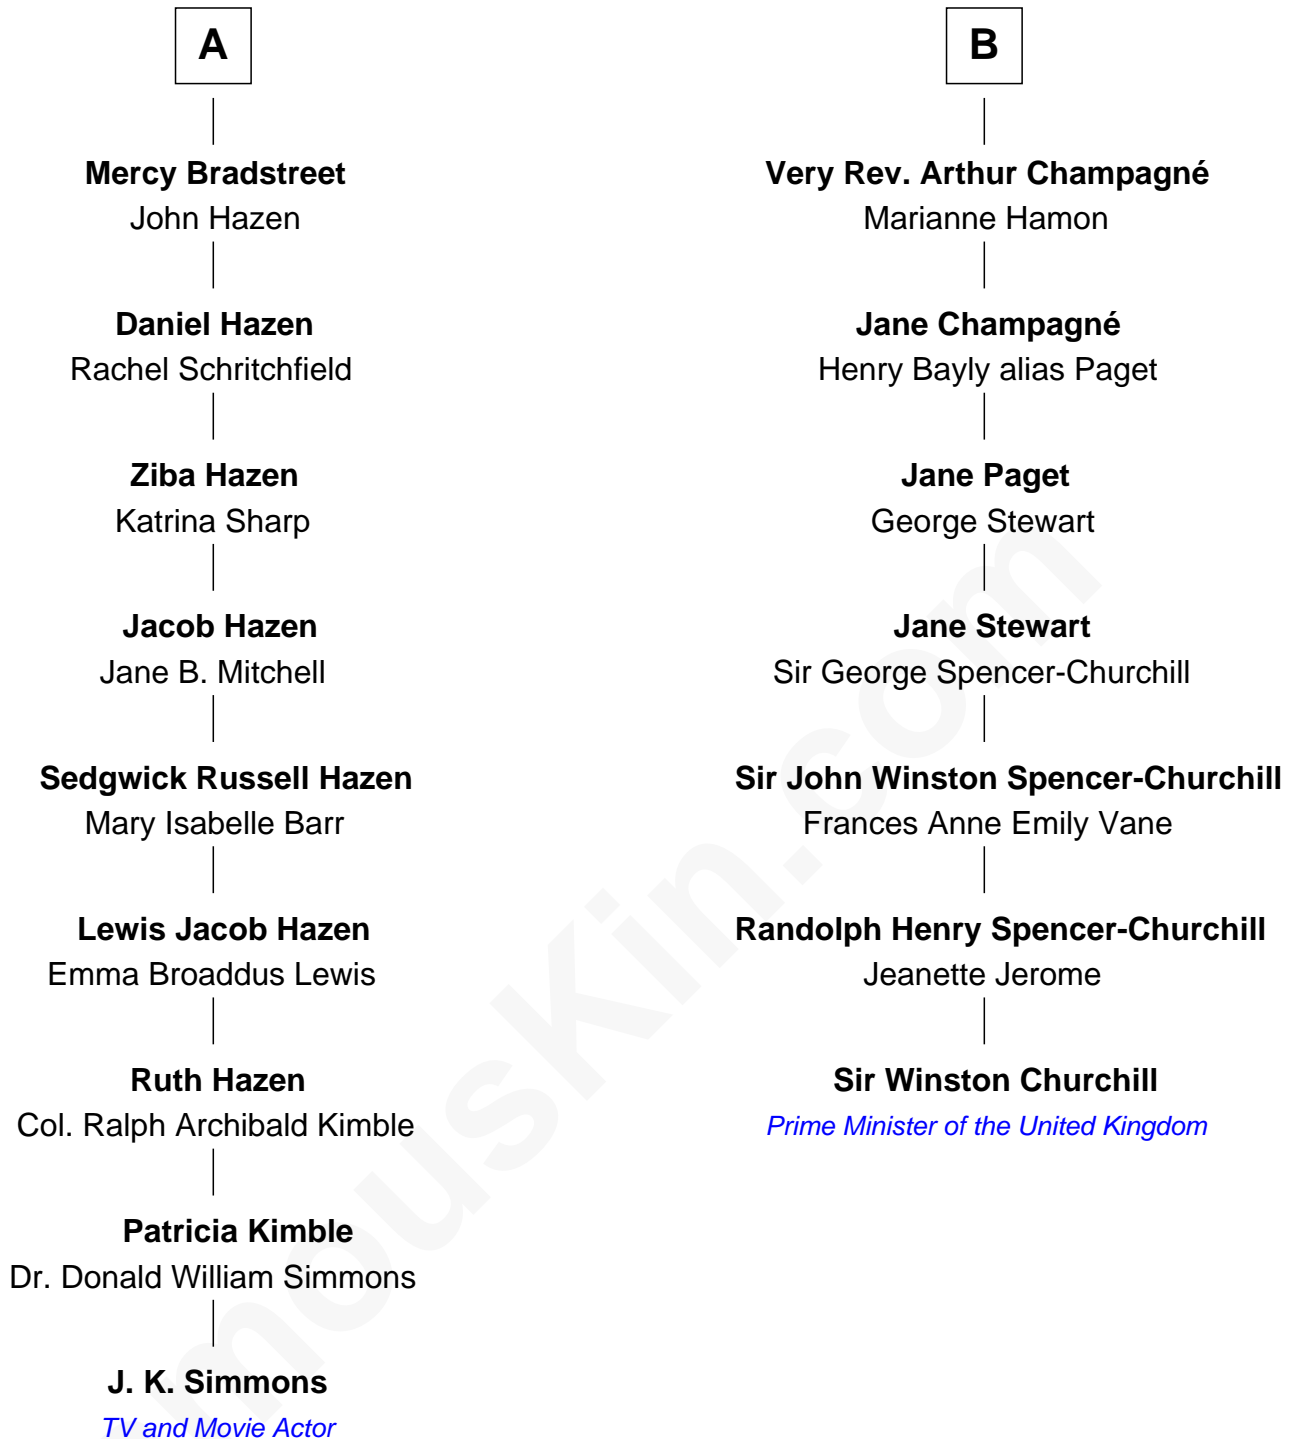 A
Mercy Bradstreet
John Hazen
Daniel Hazen
Rachel Schritchfield
Ziba Hazen
Katrina Sharp
Jacob Hazen
Jane B. Mitchell
Sedgwick Russell Hazen
Mary Isabelle Barr
Lewis Jacob Hazen
Emma Broaddus Lewis
Ruth Hazen
Col. Ralph Archibald Kimble
Patricia Kimble
Dr. Donald William Simmons
J. K. Simmons
TV and Movie Actor
B
Very Rev. Arthur Champagné
Marianne Hamon
Jane Champagné
Henry Bayly alias Paget
Jane Paget
George Stewart
Jane Stewart
Sir George Spencer-Churchill
Sir John Winston Spencer-Churchill
Frances Anne Emily Vane
Randolph Henry Spencer-Churchill
Jeanette Jerome
Sir Winston Churchill
Prime Minister of the United Kingdom
mouskin.com